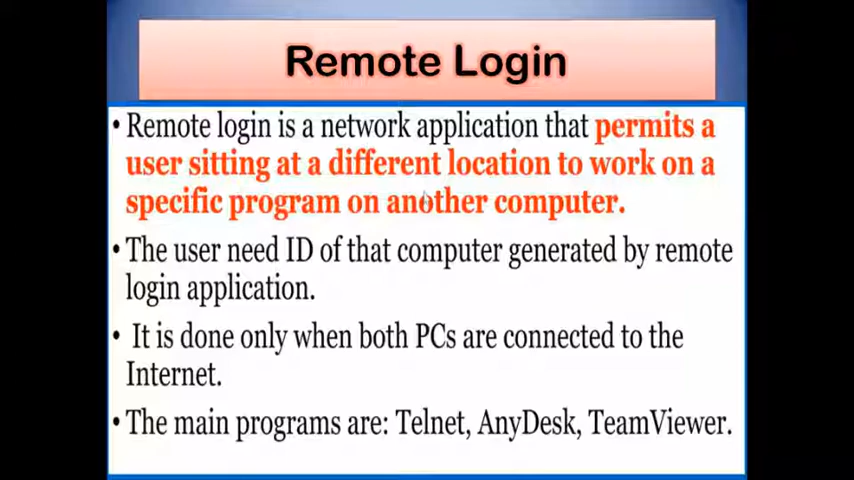 Remote Login
• Remote login is a network application that permits a
user sitting at a different location to work on a
specific program on another computer.
• The user need ID of that computer generated by remote
login application.
• It is done only when both PCs are connected to the
Internet.
• The main programs are: Telnet, AnyDesk, TeamViewer.